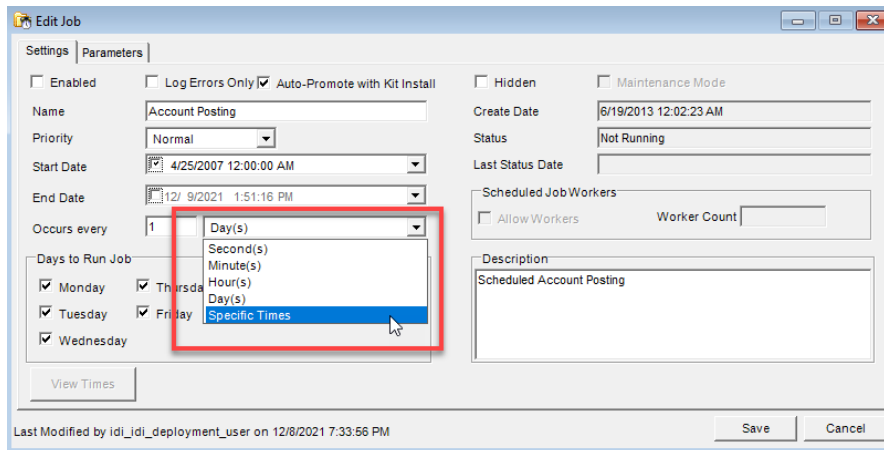 Edit Job
Settings Parameters
Enabled Log Errors Only Auto-Promote with Kit Install Hidden Maintenance Mode
Name Account Posting Create Date 6/19/2013 12:02:23 AM
Priority Normal Status Not Running
Start Date 4/25/2007 12:00:00 AM Last Status Date
End Date 12/ 9/2021 1:51:16 PM Scheduled Job Workers
Allow Workers Worker Count
Occurs every 1 Day(s)
Second(s)
Minute(s)
Hour(s)
Day(s)
Specific Times
Days to Run Job Description
Monday Thursda Scheduled Account Posting
Tuesday Friday
Wednesday
View Times
Last Modified by idi_idi_deployment_user on 12/8/2021 7:33:56 PM Save Cancel